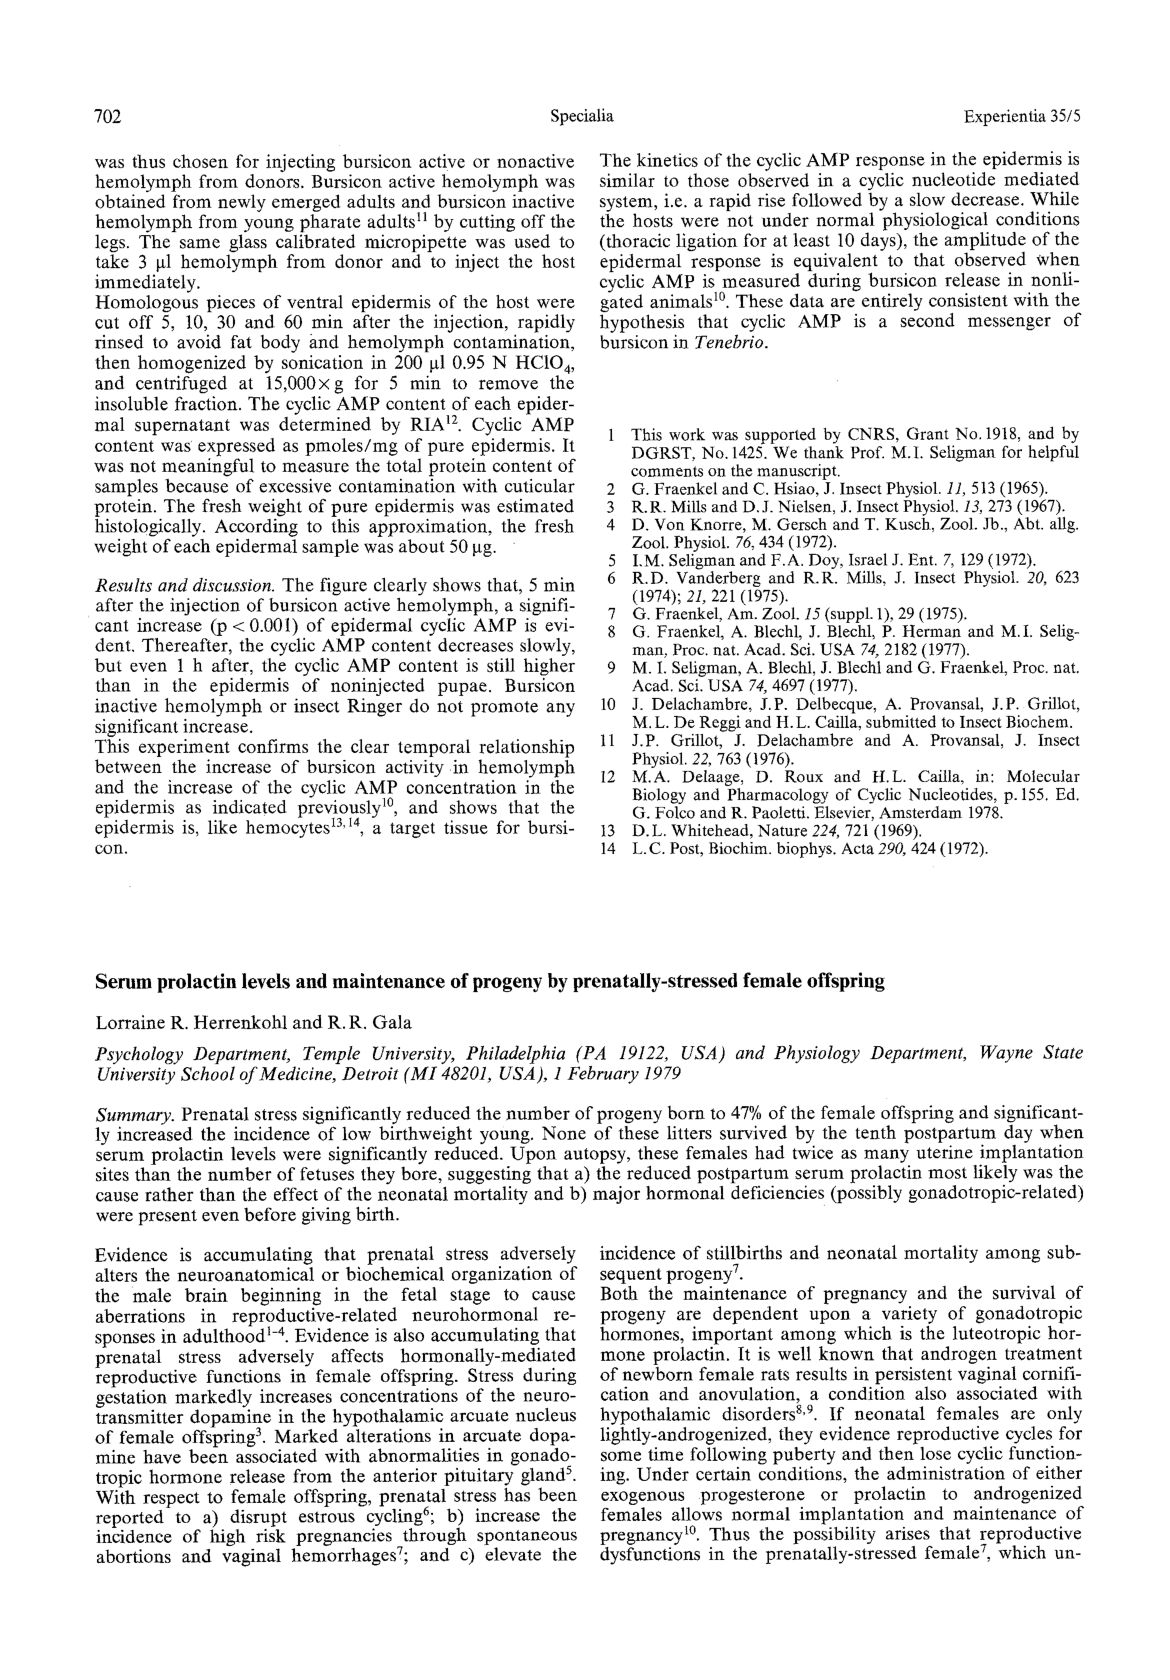 702
Specialia
Experientia 35/5
was thus chosen for injecting bursicon active or nonactive
hemolymph from donors. Bursicon active hemolymph was
obtained from newly emerged adults and bursicon inactive
hemolymph from young pharate adults¹¹ by cutting off the
legs. The same glass calibrated micropipette was used to
take 3 µl hemolymph from donor and to inject the host
immediately.
Homologous pieces of ventral epidermis of the host were
cut off 5, 10, 30 and 60 min after the injection, rapidly
rinsed to avoid fat body and hemolymph contamination,
then homogenized by sonication in 200 µl 0.95 N HClO₄,
and centrifuged at 15,000×g for 5 min to remove the
insoluble fraction. The cyclic AMP content of each epider-
mal supernatant was determined by RIA¹². Cyclic AMP
content was expressed as pmoles/mg of pure epidermis. It
was not meaningful to measure the total protein content of
samples because of excessive contamination with cuticular
protein. The fresh weight of pure epidermis was estimated
histologically. According to this approximation, the fresh
weight of each epidermal sample was about 50 µg.
Results and discussion. The figure clearly shows that, 5 min
after the injection of bursicon active hemolymph, a signifi-
cant increase (p < 0.001) of epidermal cyclic AMP is evi-
dent. Thereafter, the cyclic AMP content decreases slowly,
but even 1 h after, the cyclic AMP content is still higher
than in the epidermis of noninjected pupae. Bursicon
inactive hemolymph or insect Ringer do not promote any
significant increase.
This experiment confirms the clear temporal relationship
between the increase of bursicon activity in hemolymph
and the increase of the cyclic AMP concentration in the
epidermis as indicated previously¹⁰, and shows that the
epidermis is, like hemocytes¹³,¹⁴, a target tissue for bursi-
con.
The kinetics of the cyclic AMP response in the epidermis is
similar to those observed in a cyclic nucleotide mediated
system, i.e. a rapid rise followed by a slow decrease. While
the hosts were not under normal physiological conditions
(thoracic ligation for at least 10 days), the amplitude of the
epidermal response is equivalent to that observed when
cyclic AMP is measured during bursicon release in nonli-
gated animals¹⁰. These data are entirely consistent with the
hypothesis that cyclic AMP is a second messenger of
bursicon in Tenebrio.
1 This work was supported by CNRS, Grant No. 1918, and by
DGRST, No. 1425. We thank Prof. M. I. Seligman for helpful
comments on the manuscript.
2 G. Fraenkel and C. Hsiao, J. Insect Physiol. 11, 513 (1965).
3 R.R. Mills and D.J. Nielsen, J. Insect Physiol. 13, 273 (1967).
4 D. Von Knorre, M. Gersch and T. Kusch, Zool. Jb., Abt. allg.
Zool. Physiol. 76, 434 (1972).
5 I.M. Seligman and F.A. Doy, Israel J. Ent. 7, 129 (1972).
6 R.D. Vanderberg and R.R. Mills, J. Insect Physiol. 20, 623
(1974); 21, 221 (1975).
7 G. Fraenkel, Am. Zool. 15 (suppl. 1), 29 (1975).
8 G. Fraenkel, A. Blechl, J. Blechl, P. Herman and M.I. Selig-
man, Proc. nat. Acad. Sci. USA 74, 2182 (1977).
9 M. I. Seligman, A. Blechl, J. Blechl and G. Fraenkel, Proc. nat.
Acad. Sci. USA 74, 4697 (1977).
10 J. Delachambre, J.P. Delbecque, A. Provansal, J.P. Grillot,
M.L. De Reggi and H.L. Cailla, submitted to Insect Biochem.
11 J.P. Grillot, J. Delachambre and A. Provansal, J. Insect
Physiol. 22, 763 (1976).
12 M.A. Delaage, D. Roux and H.L. Cailla, in: Molecular
Biology and Pharmacology of Cyclic Nucleotides, p. 155. Ed.
G. Folco and R. Paoletti. Elsevier, Amsterdam 1978.
13 D.L. Whitehead, Nature 224, 721 (1969).
14 L.C. Post, Biochim. biophys. Acta 290, 424 (1972).
Serum prolactin levels and maintenance of progeny by prenatally-stressed female offspring
Lorraine R. Herrenkohl and R.R. Gala
Psychology Department, Temple University, Philadelphia (PA 19122, USA) and Physiology Department, Wayne State
University School of Medicine, Detroit (MI 48201, USA), 1 February 1979
Summary. Prenatal stress significantly reduced the number of progeny born to 47% of the female offspring and significant-
ly increased the incidence of low birthweight young. None of these litters survived by the tenth postpartum day when
serum prolactin levels were significantly reduced. Upon autopsy, these females had twice as many uterine implantation
sites than the number of fetuses they bore, suggesting that a) the reduced postpartum serum prolactin most likely was the
cause rather than the effect of the neonatal mortality and b) major hormonal deficiencies (possibly gonadotropic-related)
were present even before giving birth.
Evidence is accumulating that prenatal stress adversely
alters the neuroanatomical or biochemical organization of
the male brain beginning in the fetal stage to cause
aberrations in reproductive-related neurohormonal re-
sponses in adulthood¹⁻⁴. Evidence is also accumulating that
prenatal stress adversely affects hormonally-mediated
reproductive functions in female offspring. Stress during
gestation markedly increases concentrations of the neuro-
transmitter dopamine in the hypothalamic arcuate nucleus
of female offspring³. Marked alterations in arcuate dopa-
mine have been associated with abnormalities in gonado-
tropic hormone release from the anterior pituitary gland⁵.
With respect to female offspring, prenatal stress has been
reported to a) disrupt estrous cycling⁶; b) increase the
incidence of high risk pregnancies through spontaneous
abortions and vaginal hemorrhages⁷; and c) elevate the
incidence of stillbirths and neonatal mortality among sub-
sequent progeny⁷.
Both the maintenance of pregnancy and the survival of
progeny are dependent upon a variety of gonadotropic
hormones, important among which is the luteotropic hor-
mone prolactin. It is well known that androgen treatment
of newborn female rats results in persistent vaginal cornifi-
cation and anovulation, a condition also associated with
hypothalamic disorders⁸,⁹. If neonatal females are only
lightly-androgenized, they evidence reproductive cycles for
some time following puberty and then lose cyclic function-
ing. Under certain conditions, the administration of either
exogenous progesterone or prolactin to androgenized
females allows normal implantation and maintenance of
pregnancy¹⁰. Thus the possibility arises that reproductive
dysfunctions in the prenatally-stressed female⁷, which un-